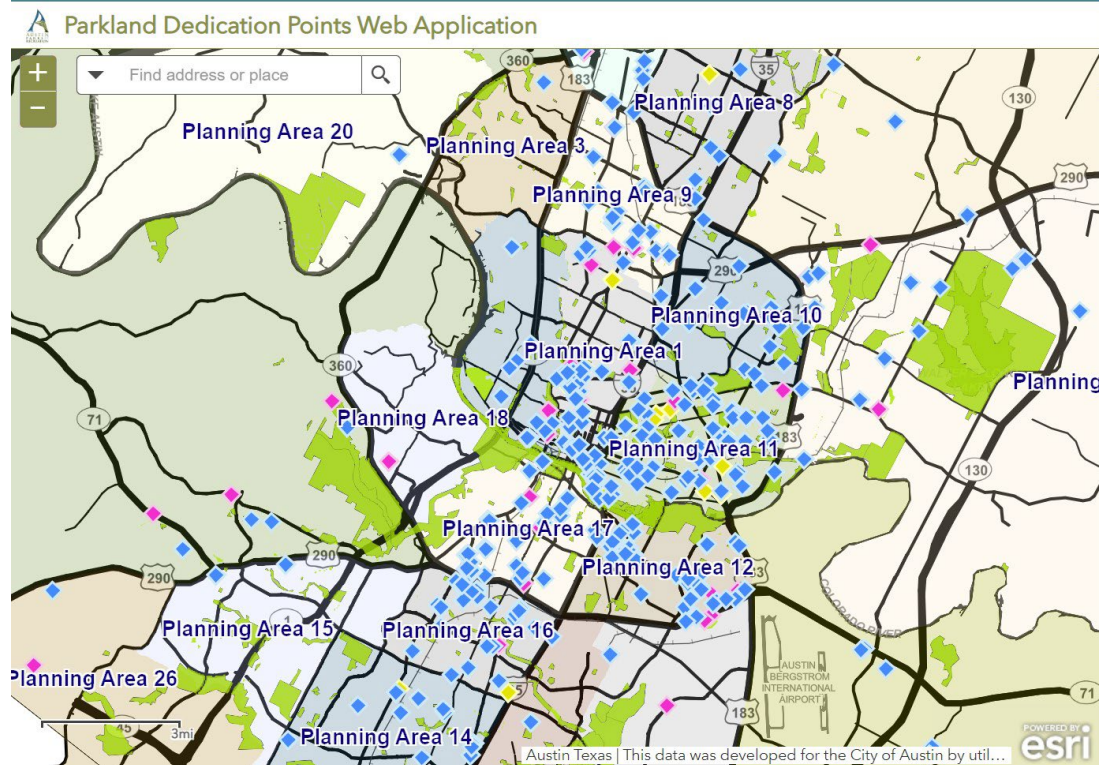 Parkland Dedication Points Web Application
+
Find address or place
−
360
183
35
Planning Area 8
130
Planning Area 20
Planning Area 3
290
Planning Area 9
Planning Area 10
Planning Area 1
360
Planning
71
Planning Area 18
183
Planning Area 11
130
Planning Area 17
290
290
Planning Area 12
1
COLORADO RIVER
Planning Area 15
Planning Area 16
AUSTIN
BERGSTROM
INTERNATIONAL
AIRPORT
Planning Area 26
71
183
45
3mi
Planning Area 14
POWERED BY
esri
Austin Texas | This data was developed for the City of Austin by util...